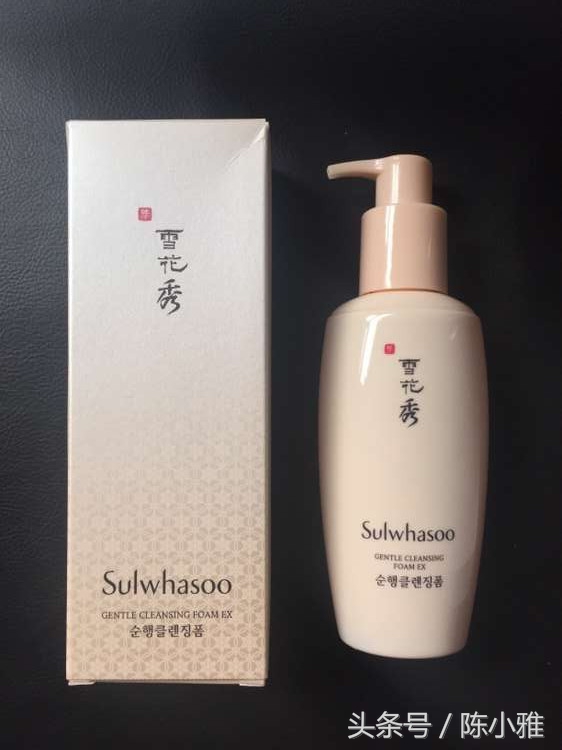 雪
花
秀
Sulwhasoo
GENTLE CLEANSING FOAM EX
순행클렌징폼
雪
花
秀
Sulwhasoo
GENTLE CLEANSING
FOAM EX
순행클렌징폼
头条号 / 陈小雅